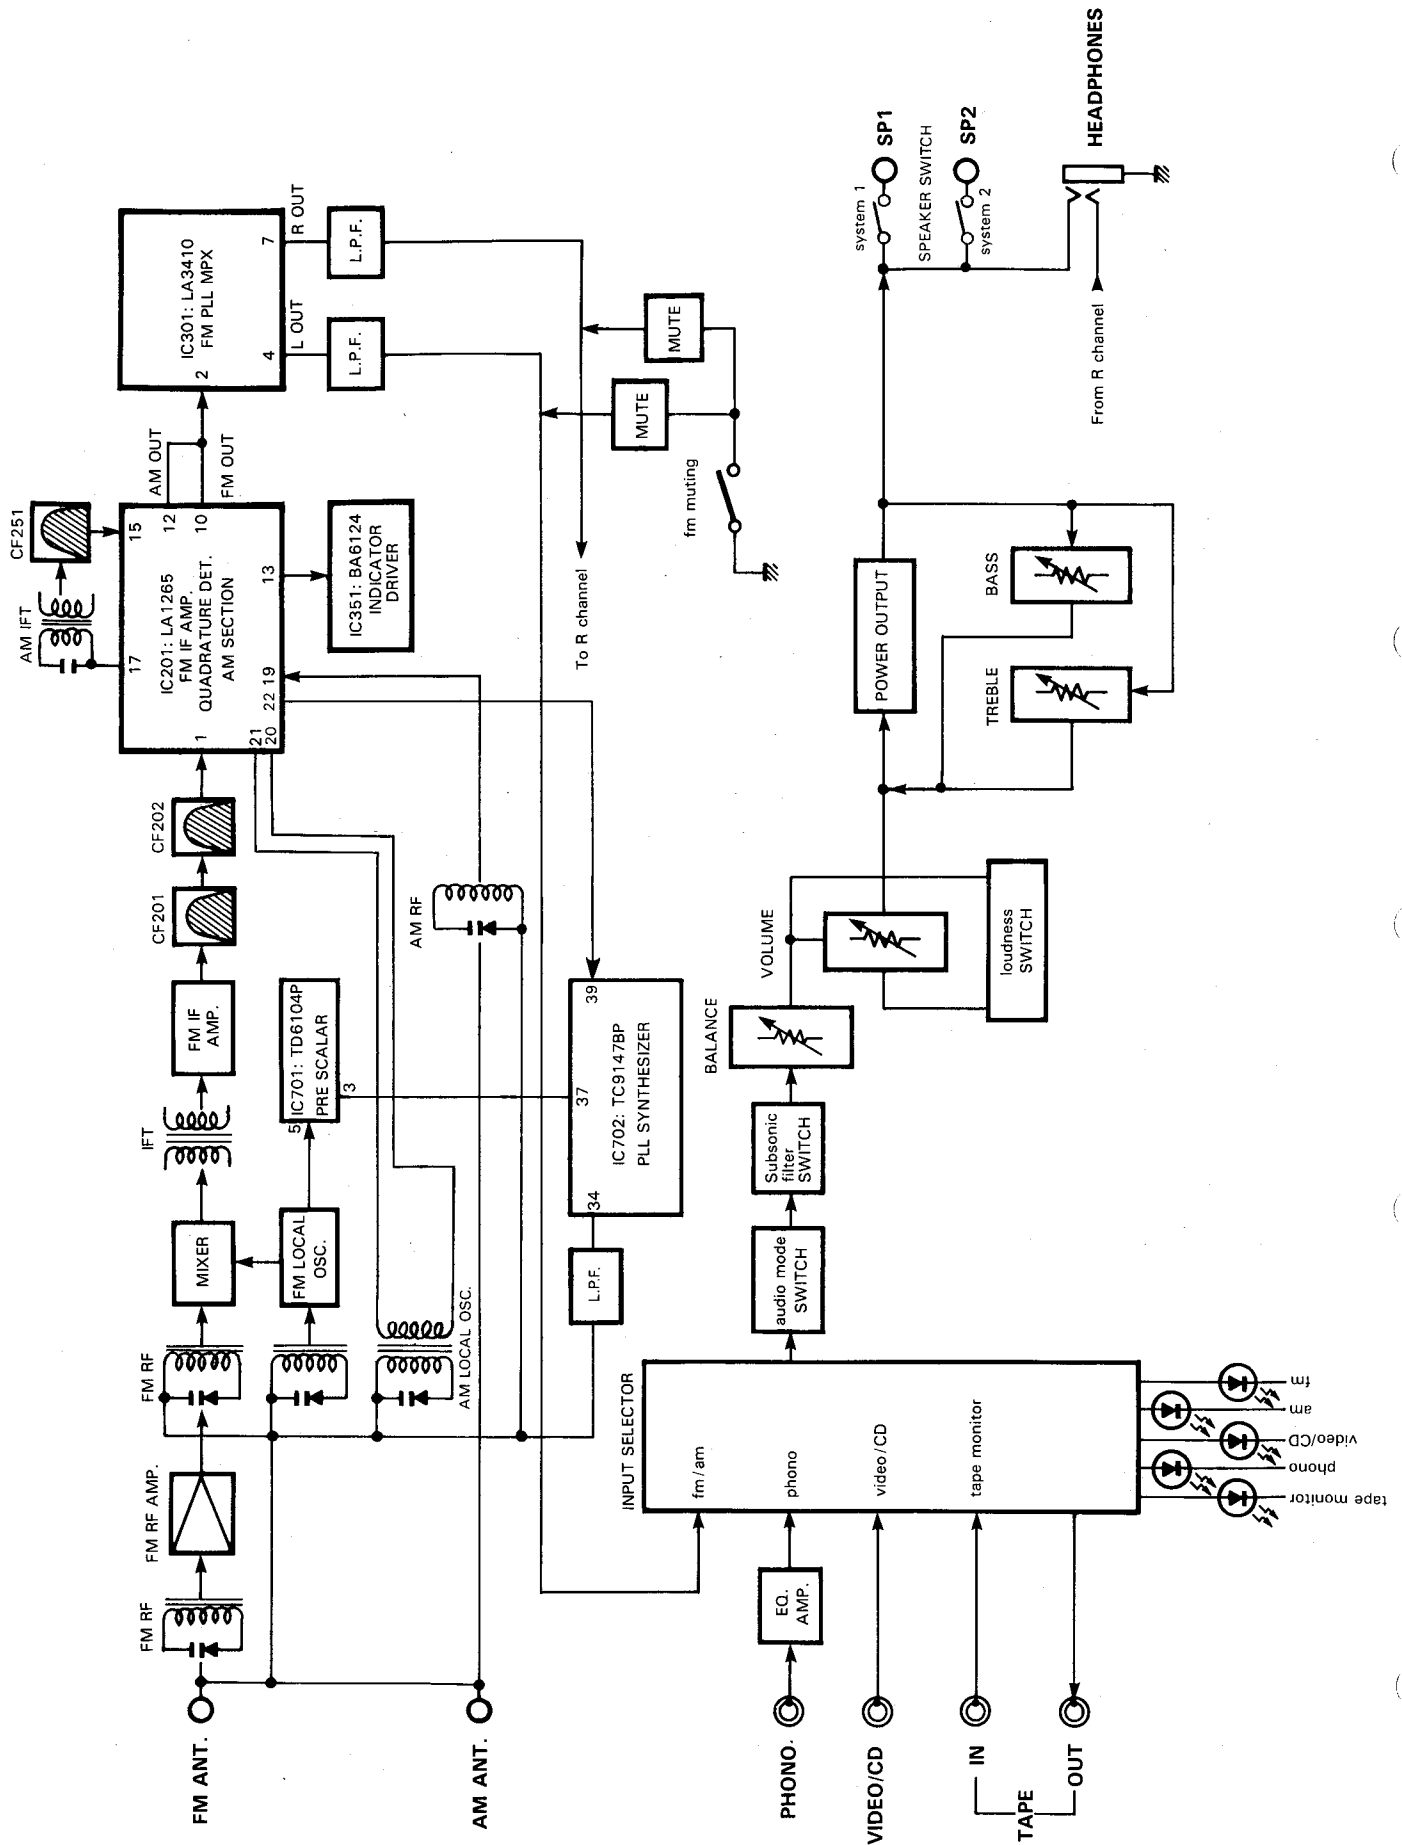 FM ANT.
FM RF
FM RF AMP.
FM RF
MIXER
IFT
FM IF
AMP.
CF201
CF202
1
IC201: LA1265
FM IF AMP.
QUADRATURE DET.
AM SECTION
17
15
12
10
13
19
22
21
20
AM IFT
CF251
AM OUT
FM OUT
2
IC301: LA3410
FM PLL MPX
4
7
L OUT
R OUT
L.P.F.
L.P.F.
IC351: BA6124
INDICATOR
DRIVER
FM LOCAL
OSC.
5
IC701: TD6104P
PRE SCALAR
3
AM LOCAL OSC.
AM RF
AM ANT.
L.P.F.
34
37
39
IC702: TC9147BP
PLL SYNTHESIZER
To R channel
MUTE
MUTE
fm muting
INPUT SELECTOR
fm/am
phono
video/CD
tape monitor
PHONO.
EQ.
AMP.
VIDEO/CD
TAPE
IN
OUT
tape monitor
phono
video/CD
am
fm
audio mode
SWITCH
Subsonic
filter
SWITCH
BALANCE
VOLUME
loudness
SWITCH
POWER OUTPUT
TREBLE
BASS
system 1
SP1
SPEAKER SWITCH
SP2
system 2
From R channel
HEADPHONES